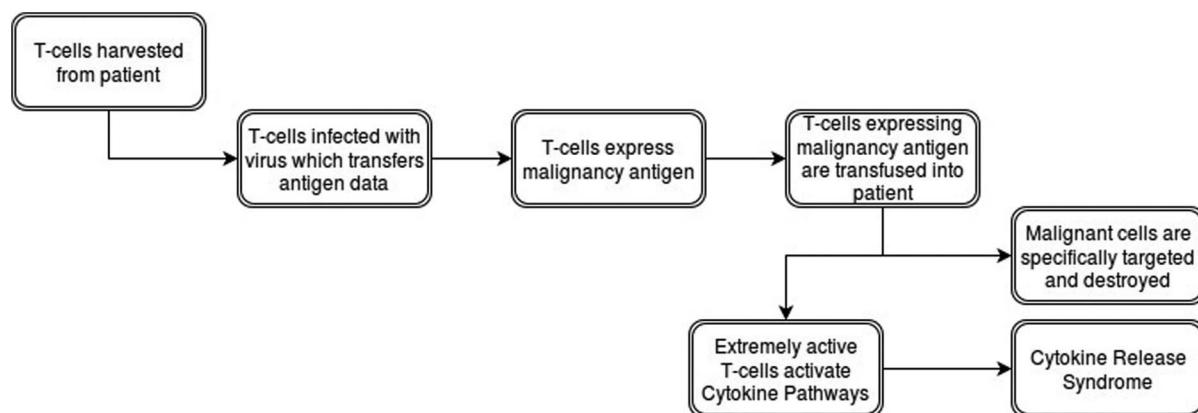 T-cells harvested
from patient
T-cells infected with
virus which transfers
antigen data
T-cells express
malignancy antigen
T-cells expressing
malignancy antigen
are transfused into
patient
Malignant cells are
specifically targeted
and destroyed
Extremely active
T-cells activate
Cytokine Pathways
Cytokine Release
Syndrome